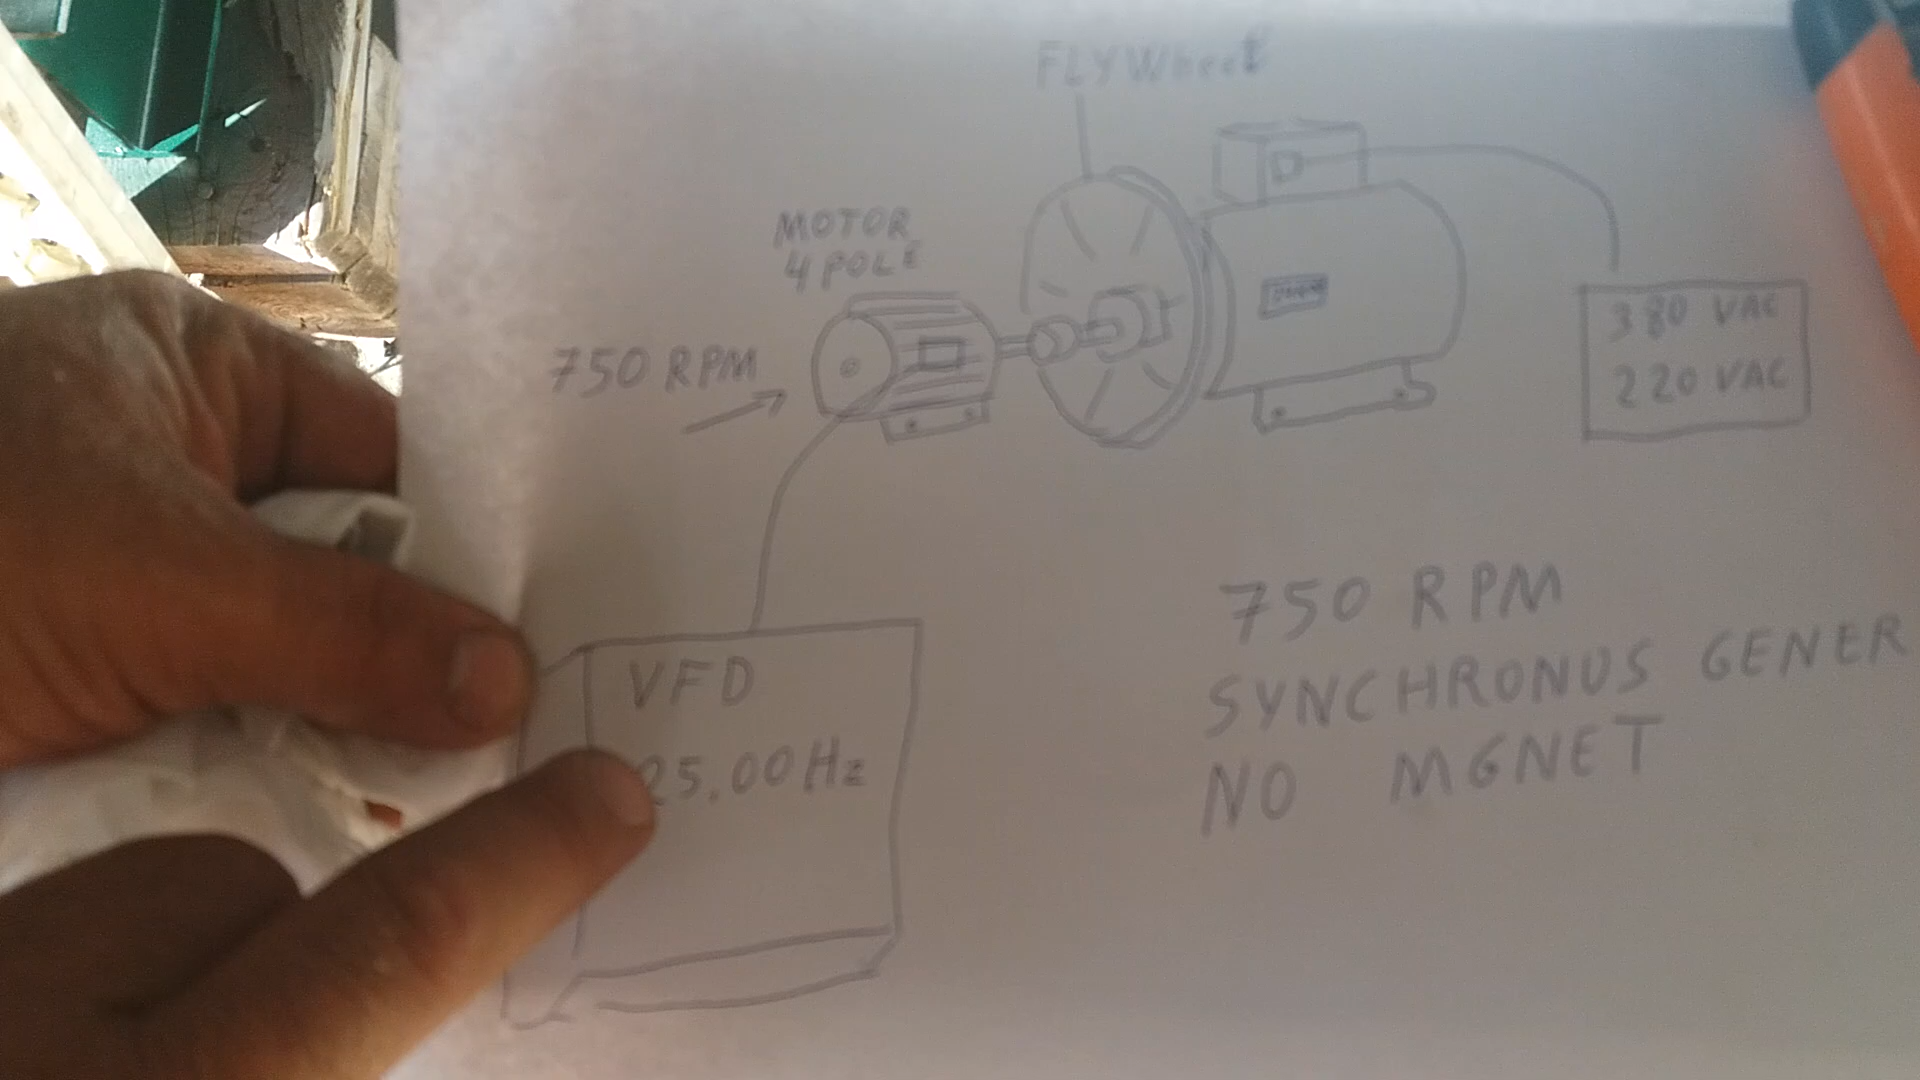 FLYWheel
MOTOR
4 POLE
750 RPM
380 VAC
220 VAC
VFD
25.00Hz
750 RPM
SYNCHRONUS GENER
NO MGNET